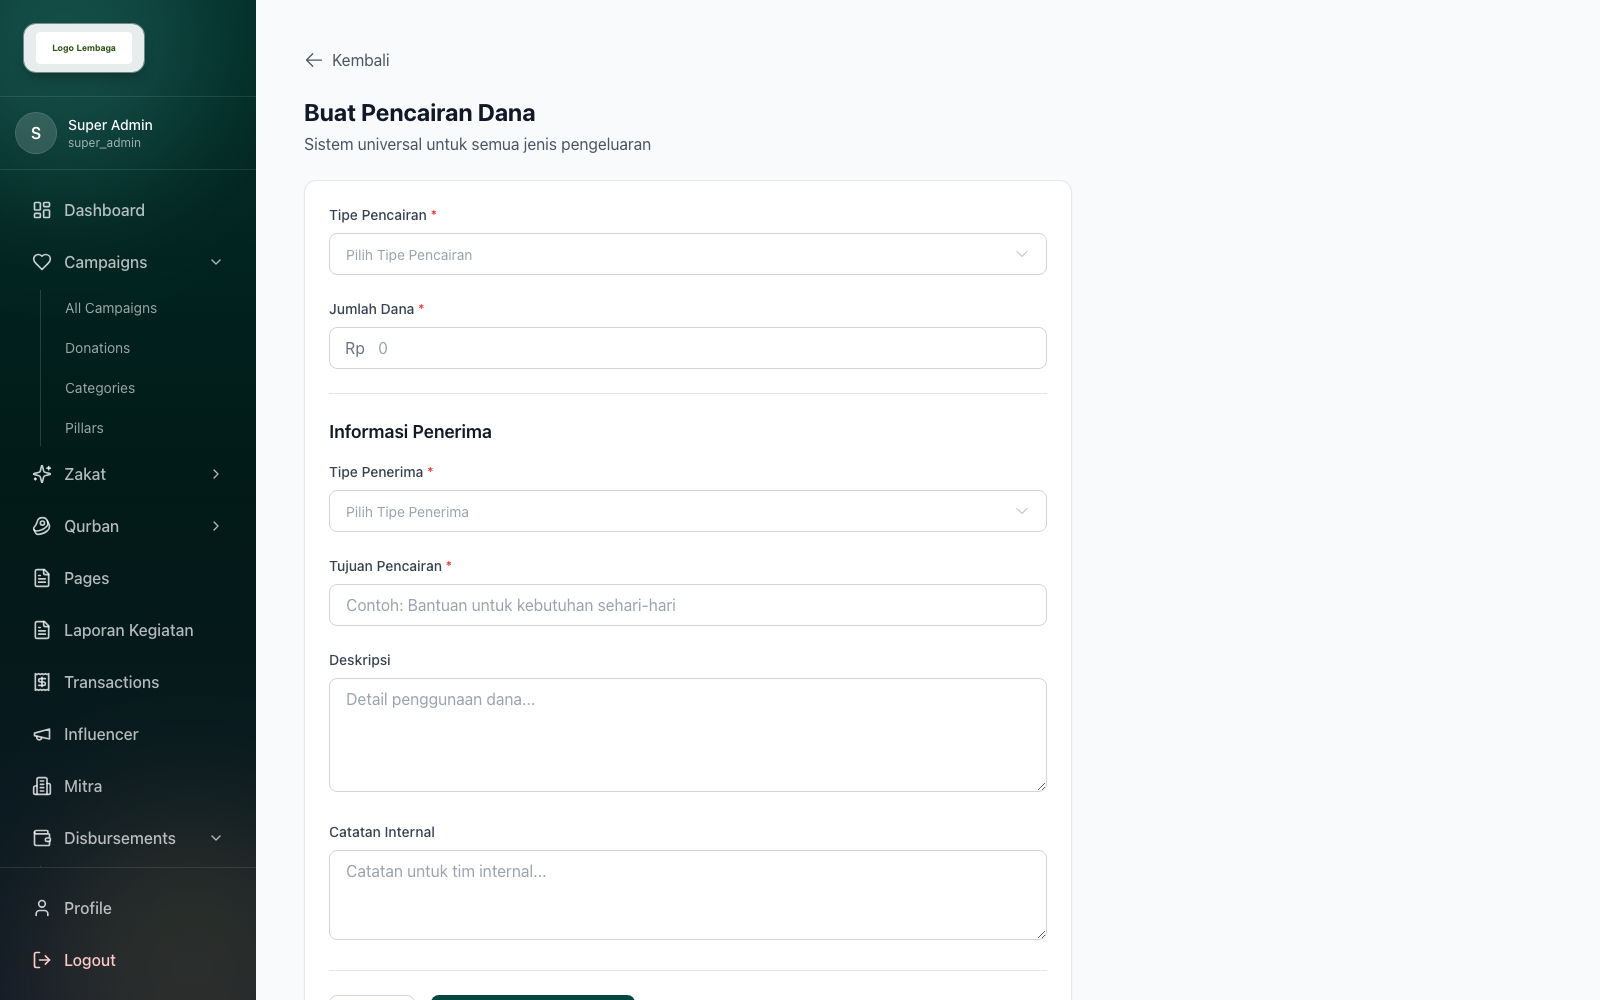 Logo Lembaga
S
Super Admin
super_admin
Dashboard
Campaigns
All Campaigns
Donations
Categories
Pillars
Zakat
Qurban
Pages
Laporan Kegiatan
Transactions
Influencer
Mitra
Disbursements
Profile
Logout
Kembali
Buat Pencairan Dana
Sistem universal untuk semua jenis pengeluaran
Tipe Pencairan *
Pilih Tipe Pencairan
Jumlah Dana *
Rp 0
Informasi Penerima
Tipe Penerima *
Pilih Tipe Penerima
Tujuan Pencairan *
Contoh: Bantuan untuk kebutuhan sehari-hari
Deskripsi
Detail penggunaan dana...
Catatan Internal
Catatan untuk tim internal...